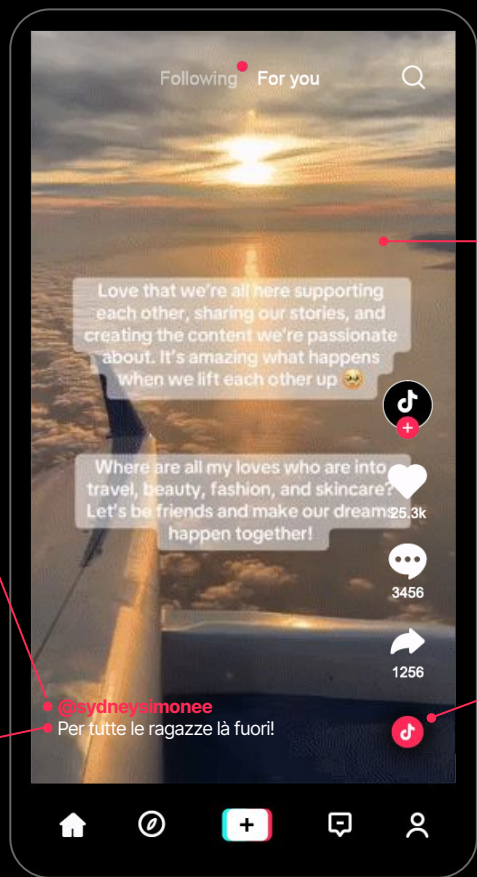 Following For you
Love that we're all here supporting
each other, sharing our stories, and
creating the content we're passionate
about. It's amazing what happens
when we lift each other up 🥹
Where are all my loves who are into
travel, beauty, fashion, and skincare?
Let's be friends and make our dreams
happen together!
25.3k
3456
1256
@sydneysimonee
Per tutte le ragazze là fuori!